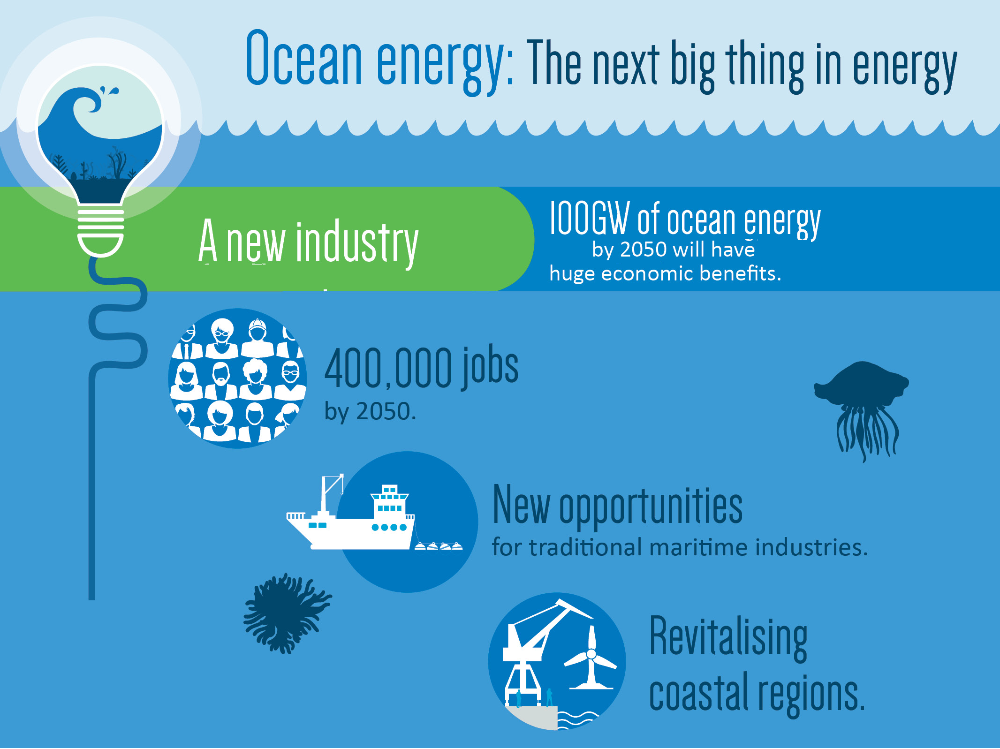 Ocean energy: The next big thing in energy
A new industry
100GW of ocean energy
by 2050 will have
huge economic benefits.
400,000 jobs
by 2050.
New opportunities
for traditional maritime industries.
Revitalising
coastal regions.